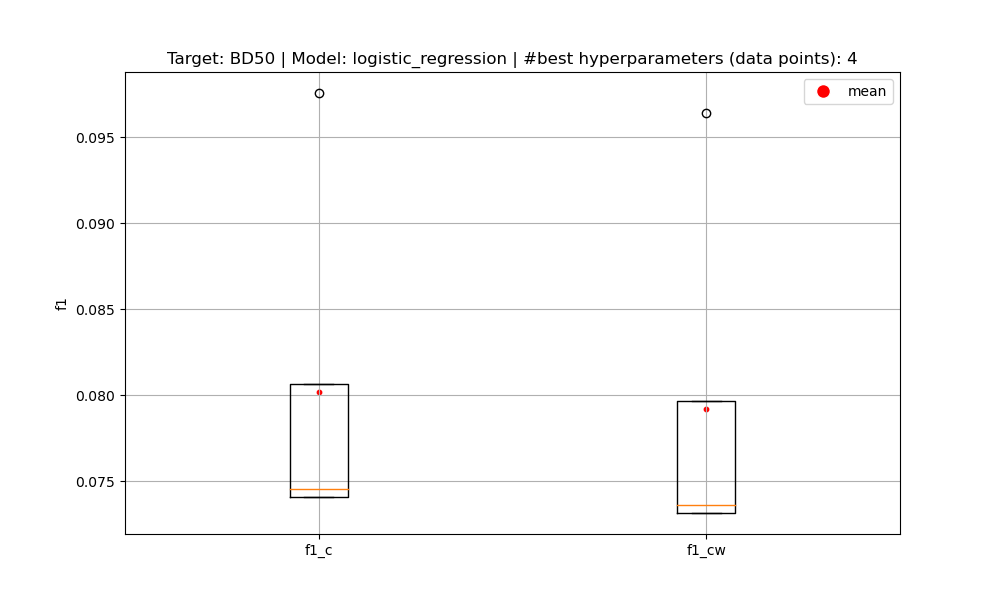 Target: BD50 | Model: logistic_regression | #best hyperparameters (data points): 4
mean
0.095
0.090
0.085
0.080
0.075
f1
f1_c
f1_cw